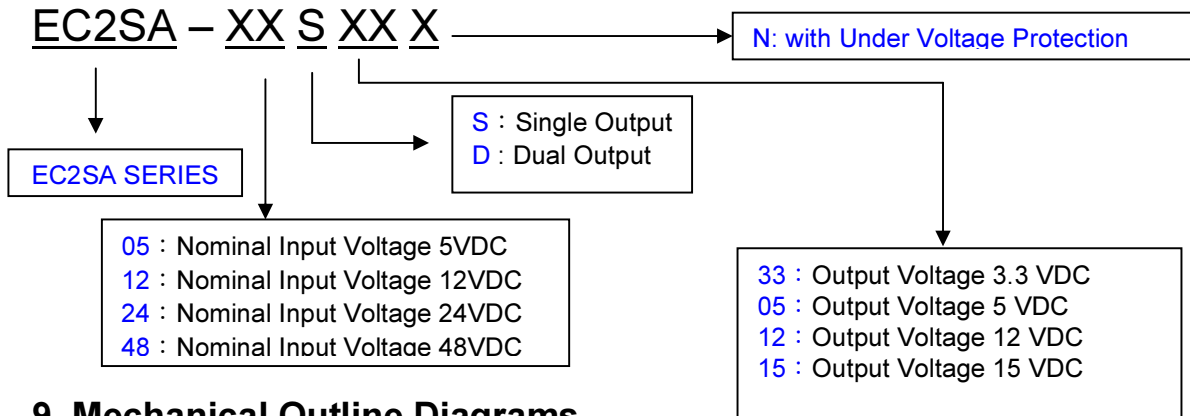 EC2SA – XX S XX X
N: with Under Voltage Protection
S：Single Output
D : Dual Output
EC2SA SERIES
05：Nominal Input Voltage 5VDC
12：Nominal Input Voltage 12VDC
24：Nominal Input Voltage 24VDC
48：Nominal Input Voltage 48VDC
33：Output Voltage 3.3 VDC
05：Output Voltage 5 VDC
12：Output Voltage 12 VDC
15：Output Voltage 15 VDC
9. Mechanical Outline Diagrams